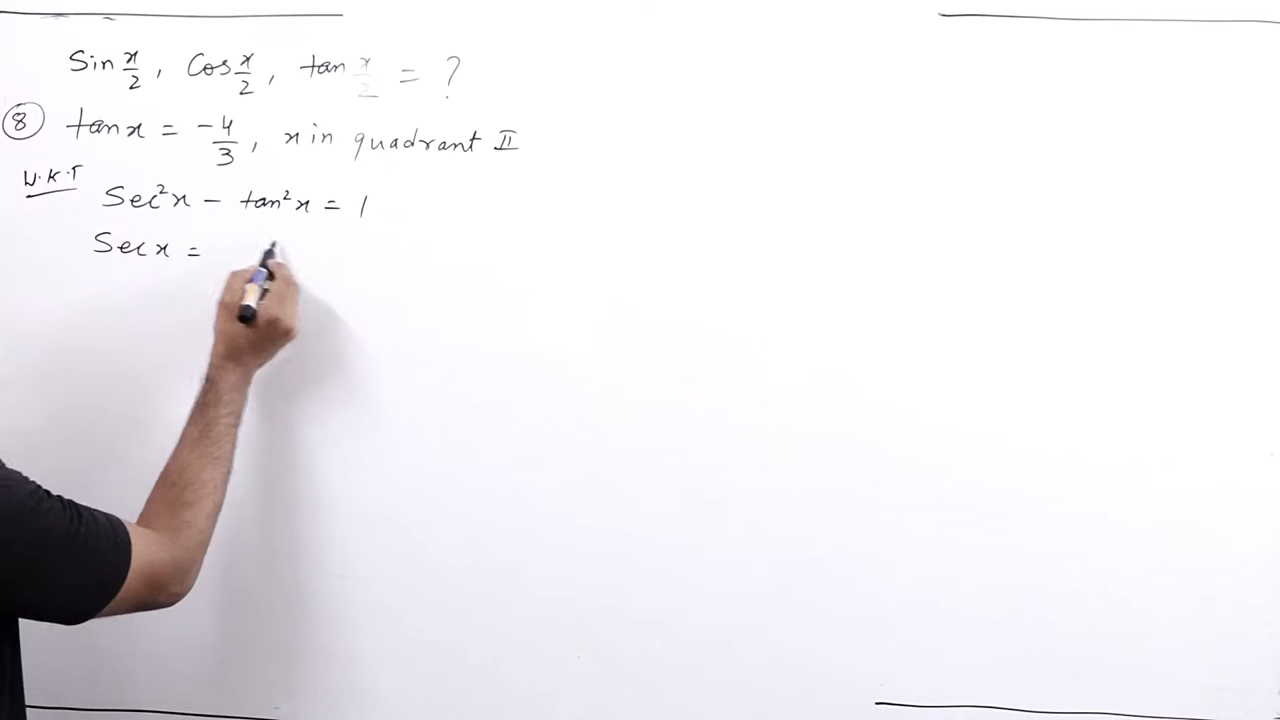 Sin x/2, Cos x/2, tan x/2 = ?
⑧ tan x = -4/3, x in quadrant II
W.K.T Sec²x - tan²x = 1
Sec x =